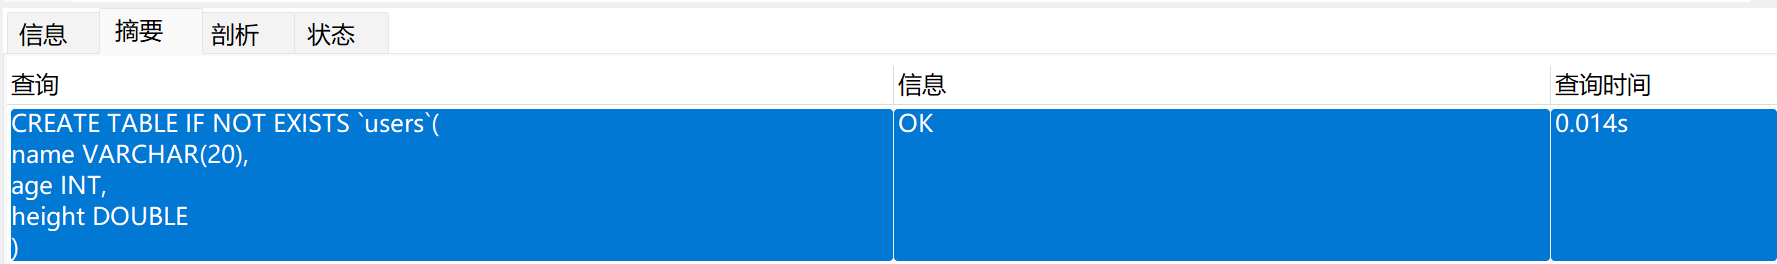 信息 摘要 剖析 状态
查询 信息 查询时间
CREATE TABLE IF NOT EXISTS `users`( OK 0.014s
name VARCHAR(20),
age INT,
height DOUBLE
)